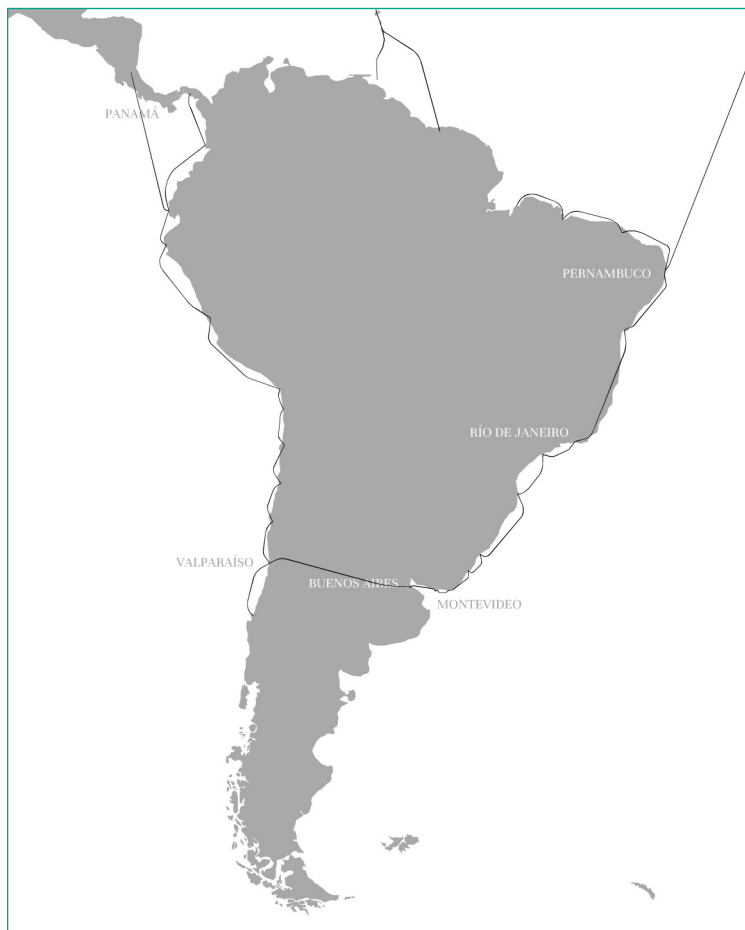 PANAMÁ
PERNAMBUCO
RÍO DE JANEIRO
VALPARAÍSO
BUENOS AIRES
MONTEVIDEO